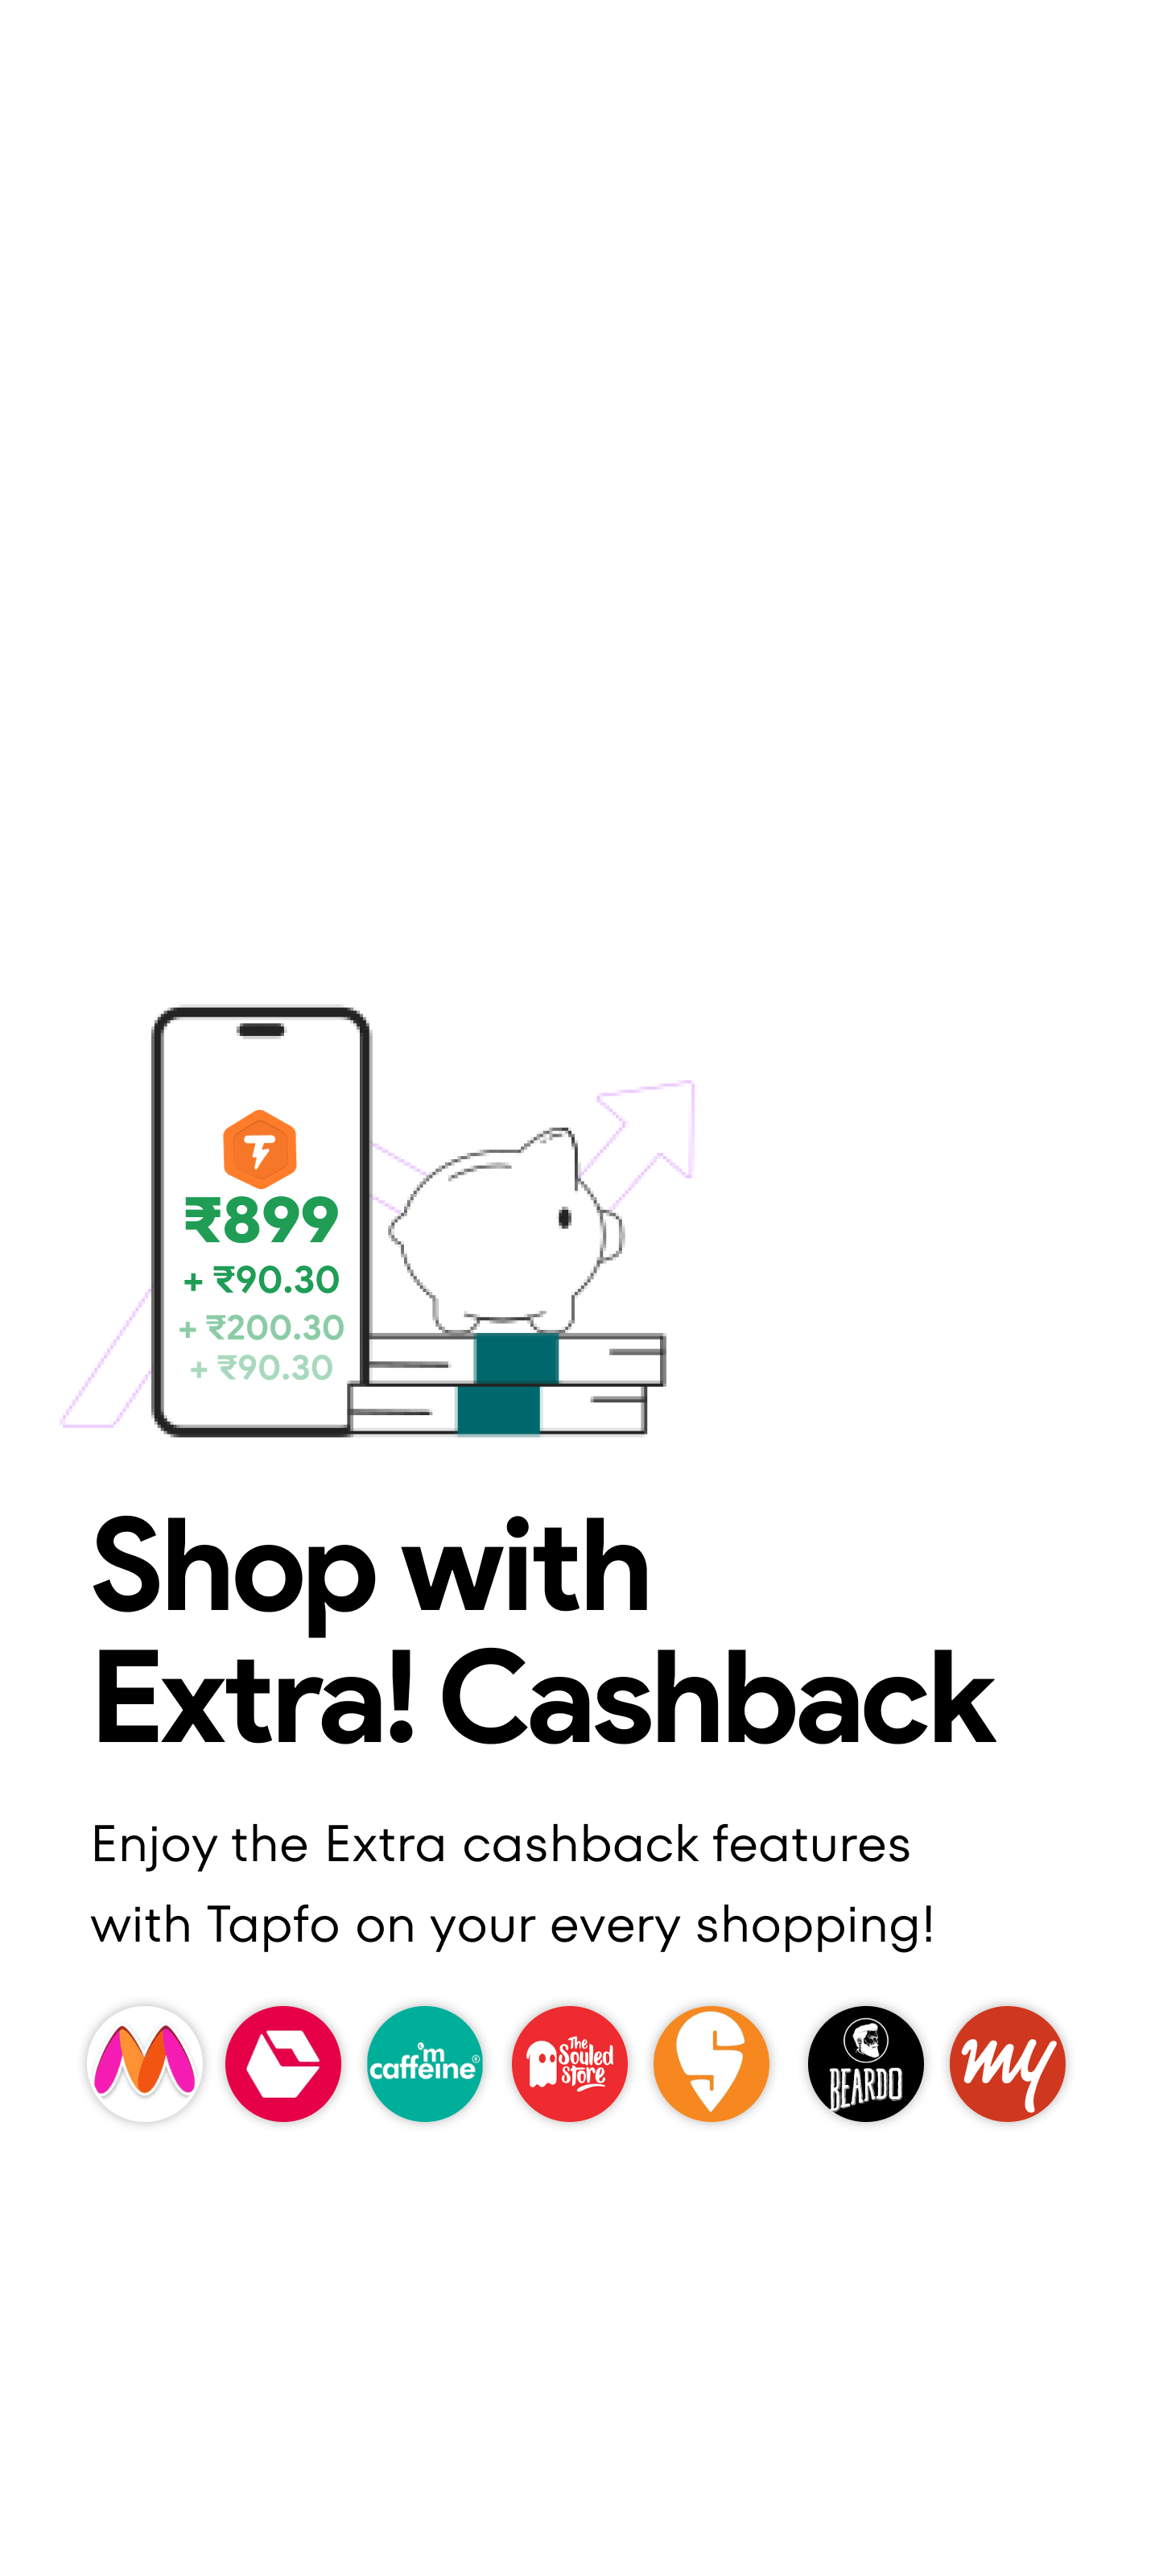 ₹899
+ ₹90.30
+ ₹200.30
+ ₹90.30
Shop with
Extra! Cashback
Enjoy the Extra cashback features
with Tapfo on your every shopping!
m
caffeine®
The
Souled
Store
BEARDO
my